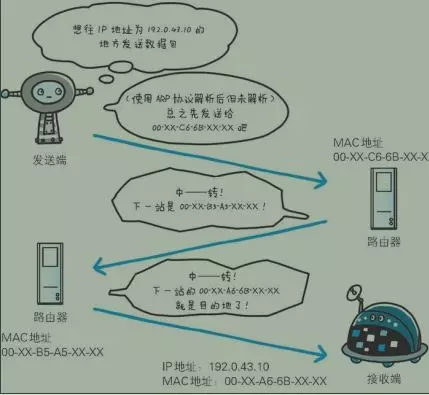 想往 IP 地址为 192.0.43.10 的
地方发送数据包
(使用 ARP 协议解析后但未解析)
总之先发送给
00-XX-C6-6B-XX-XX 吧
发送端
MAC地址
00-XX-C6-6B-XX-X
中——转!
下一站是 00-XX-B5-A5-XX-XX!
路由器
中——转!
下一站的 00-XX-A6-6B-XX-XX
就是目的地了!
路由器
MAC地址
00-XX-B5-A5-XX-XX
IP地址: 192.0.43.10
MAC地址: 00-XX-A6-6B-XX-XX
接收端